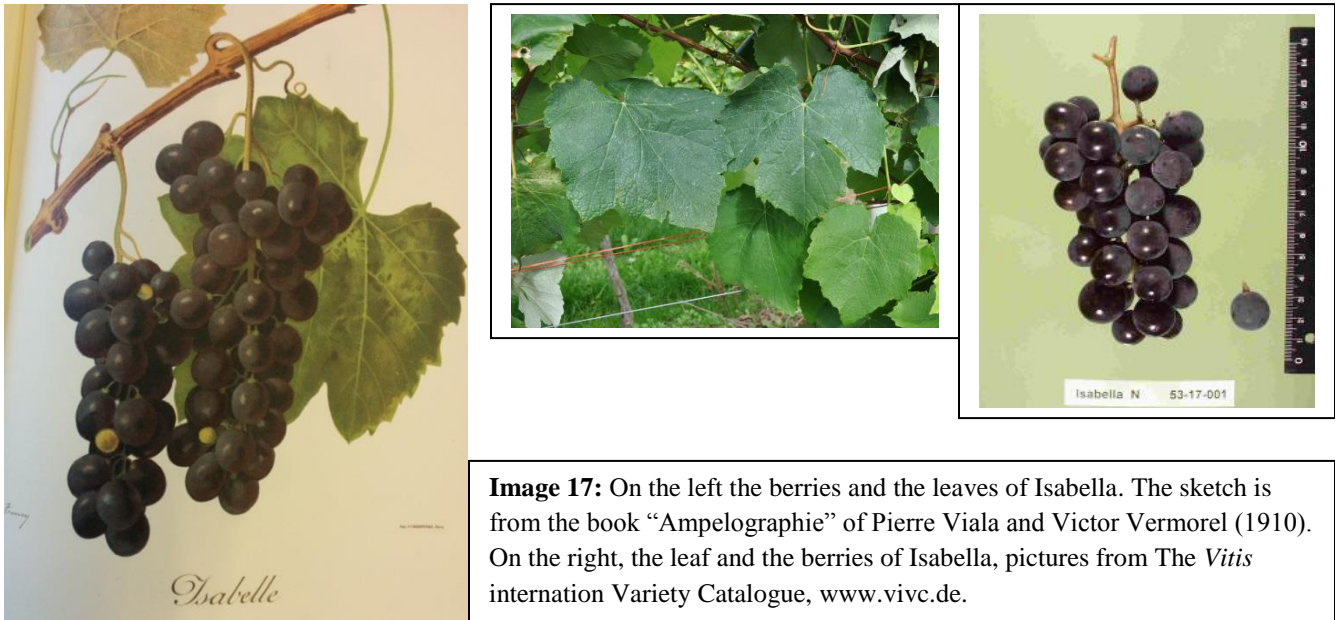 Isabelle
Isabella N 53-17-001
Image 17: On the left the berries and the leaves of Isabella. The sketch is
from the book “Ampelographie” of Pierre Viala and Victor Vermorel (1910).
On the right, the leaf and the berries of Isabella, pictures from The Vitis
internation Variety Catalogue, www.vivc.de.